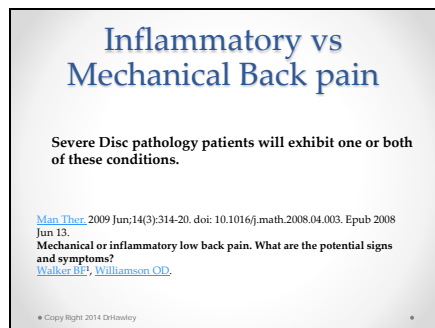 Inflammatory vs
Mechanical Back pain
Severe Disc pathology patients will exhibit one or both
of these conditions.
Man Ther. 2009 Jun;14(3):314-20. doi: 10.1016/j.math.2008.04.003. Epub 2008
Jun 13.
Mechanical or inflammatory low back pain. What are the potential signs
and symptoms?
Walker BF¹, Williamson OD.
• Copy Right 2014 DrHawley •